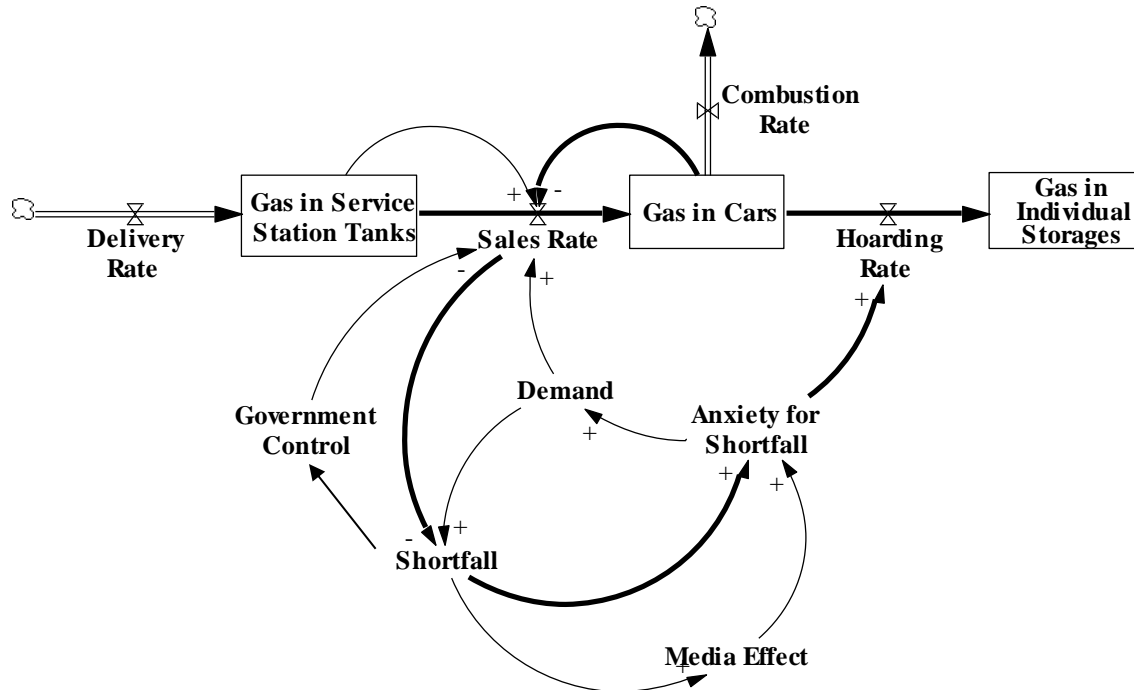 Combustion
Rate
Gas in Service
Station Tanks
+
-
Gas in Cars
Gas in
Individual
Storages
Delivery
Rate
Sales Rate
Hoarding
Rate
-
+
+
Demand
Government
Control
+
Anxiety for
Shortfall
+
+
-
+
Shortfall
Media Effect
+